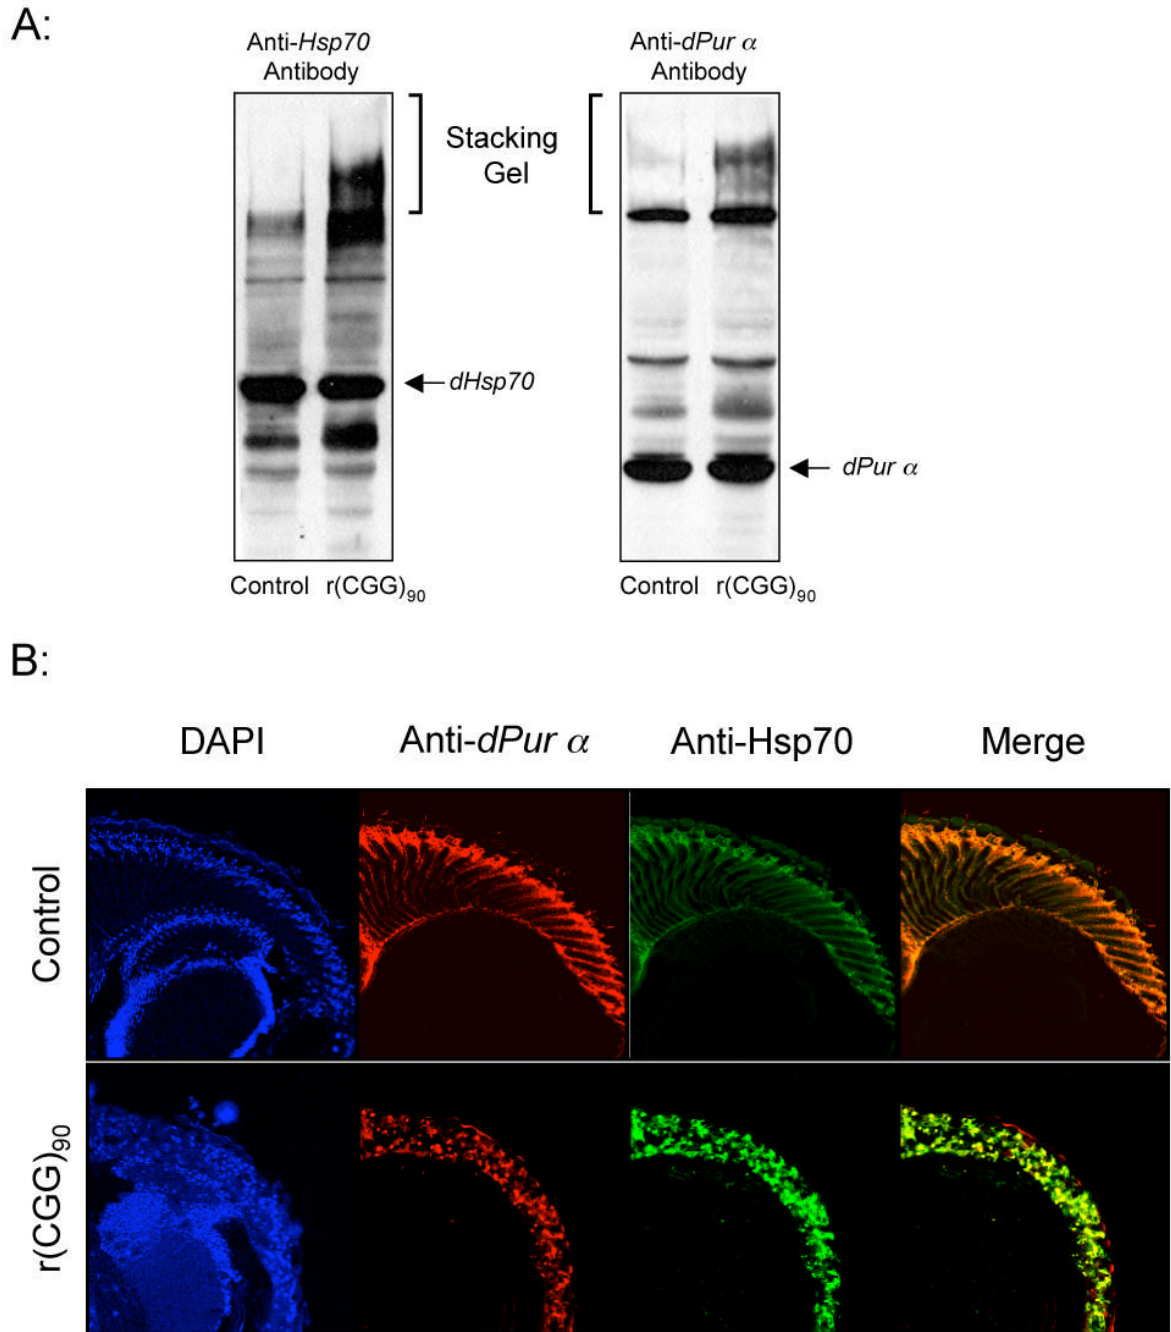 A:
Anti-Hsp70
Antibody
Anti-dPur α
Antibody
Stacking
Gel
dHsp70
dPur α
Control r(CGG)90
Control r(CGG)90
B:
DAPI
Anti-dPur α
Anti-Hsp70
Merge
Control
r(CGG)90